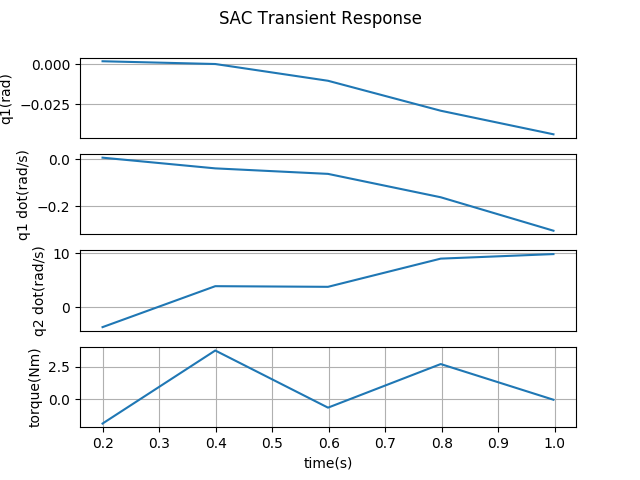 SAC Transient Response
0.000
−0.025
q1(rad)
0.0
−0.2
q1 dot(rad/s)
10
0
q2 dot(rad/s)
2.5
0.0
torque(Nm)
0.2 0.3 0.4 0.5 0.6 0.7 0.8 0.9 1.0
time(s)